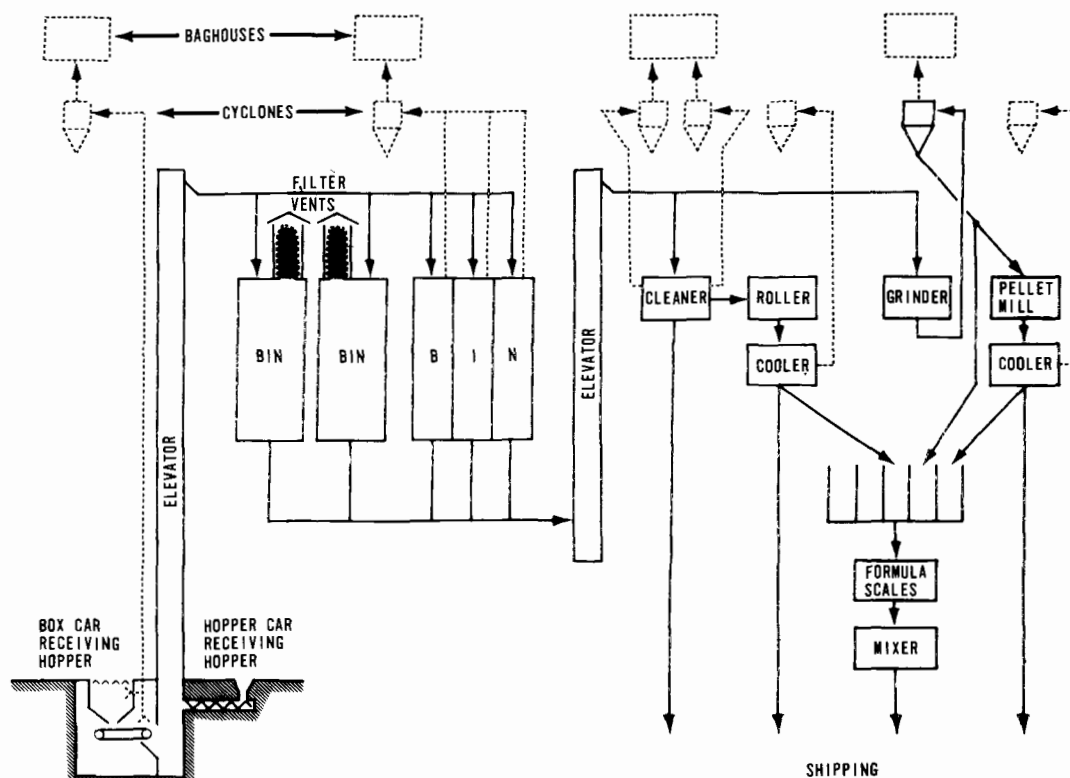 BAGHOUSES
CYCLONES
FILTER
VENTS
CLEANER
ROLLER
GRINDER
PELLET
MILL
BIN
BIN
B I N
COOLER
COOLER
ELEVATOR
ELEVATOR
FORMULA
SCALES
BOX CAR
RECEIVING
HOPPER
HOPPER CAR
RECEIVING
HOPPER
MIXER
SHIPPING